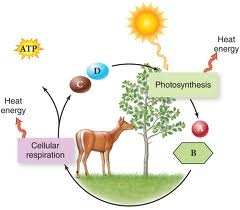 Heat
energy
ATP
D
C
Photosynthesis
A
B
Heat
energy
Cellular
respiration